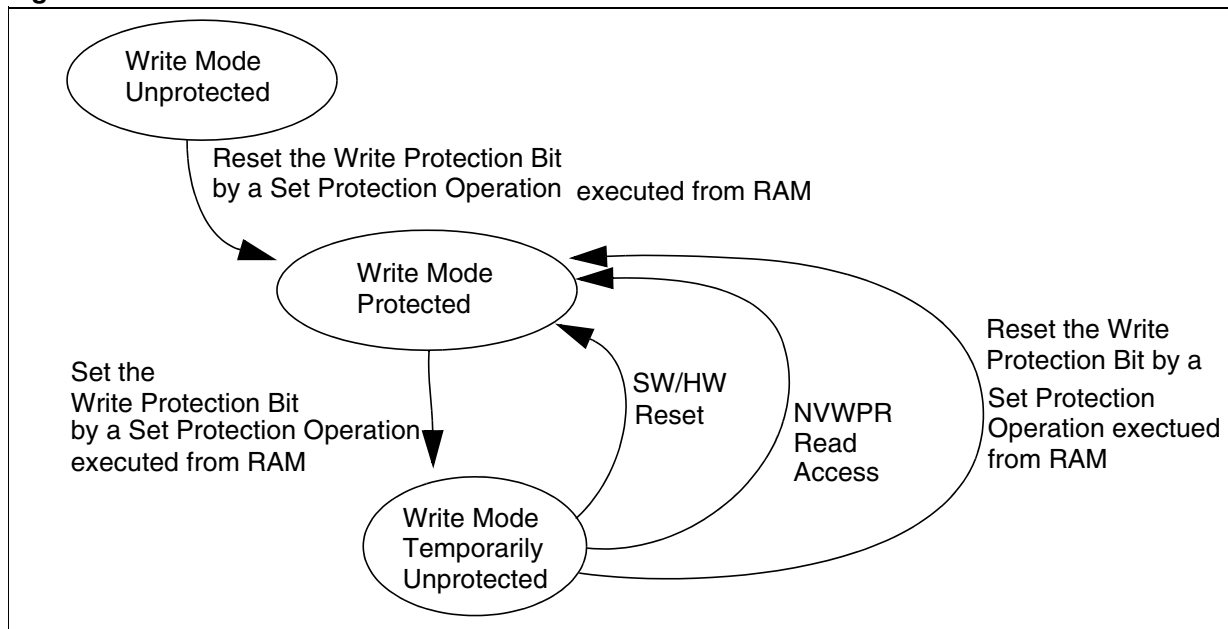 Write Mode
Unprotected
Reset the Write Protection Bit
by a Set Protection Operation executed from RAM
Write Mode
Protected
Set the
Write Protection Bit
by a Set Protection Operation
executed from RAM
SW/HW
Reset
NVWPR
Read
Access
Reset the Write
Protection Bit by a
Set Protection
Operation exectued
from RAM
Write Mode
Temporarily
Unprotected